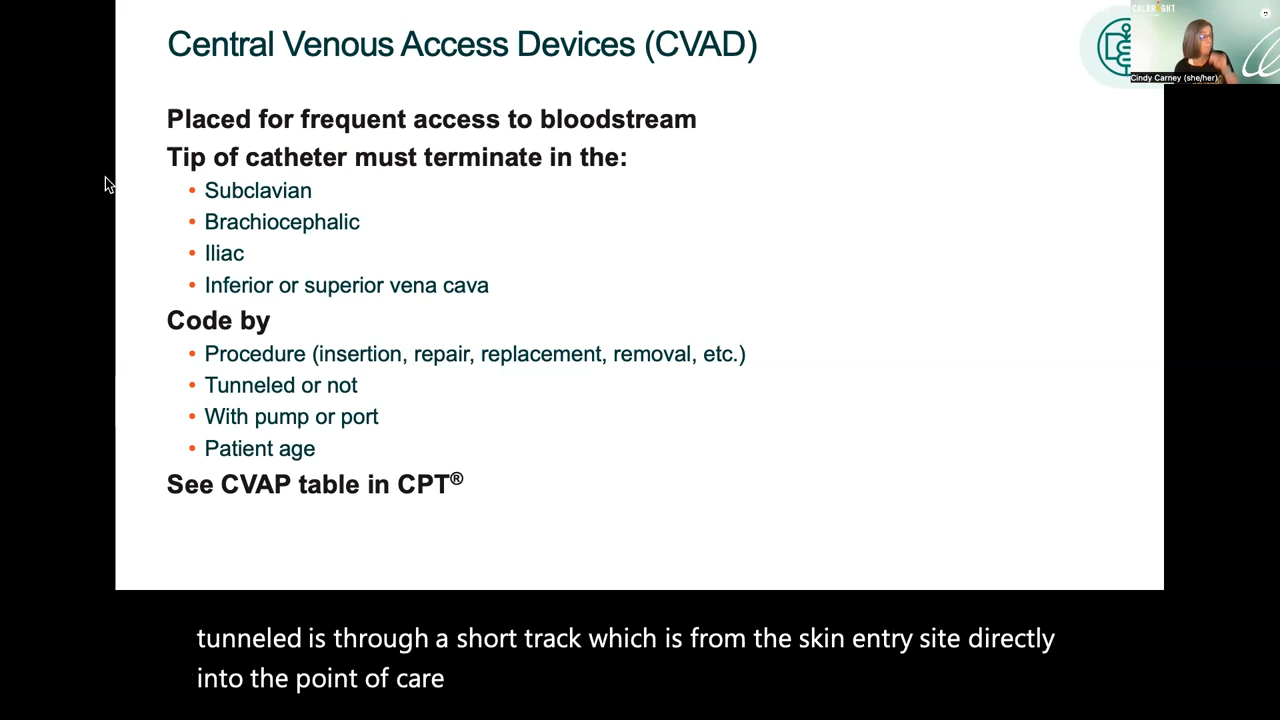 Central Venous Access Devices (CVAD)
CALBRIGHT
Cindy Carney (she/her)
Placed for frequent access to bloodstream
Tip of catheter must terminate in the:
• Subclavian
• Brachiocephalic
• Iliac
• Inferior or superior vena cava
Code by
• Procedure (insertion, repair, replacement, removal, etc.)
• Tunneled or not
• With pump or port
• Patient age
See CVAP table in CPT®
tunneled is through a short track which is from the skin entry site directly
into the point of care